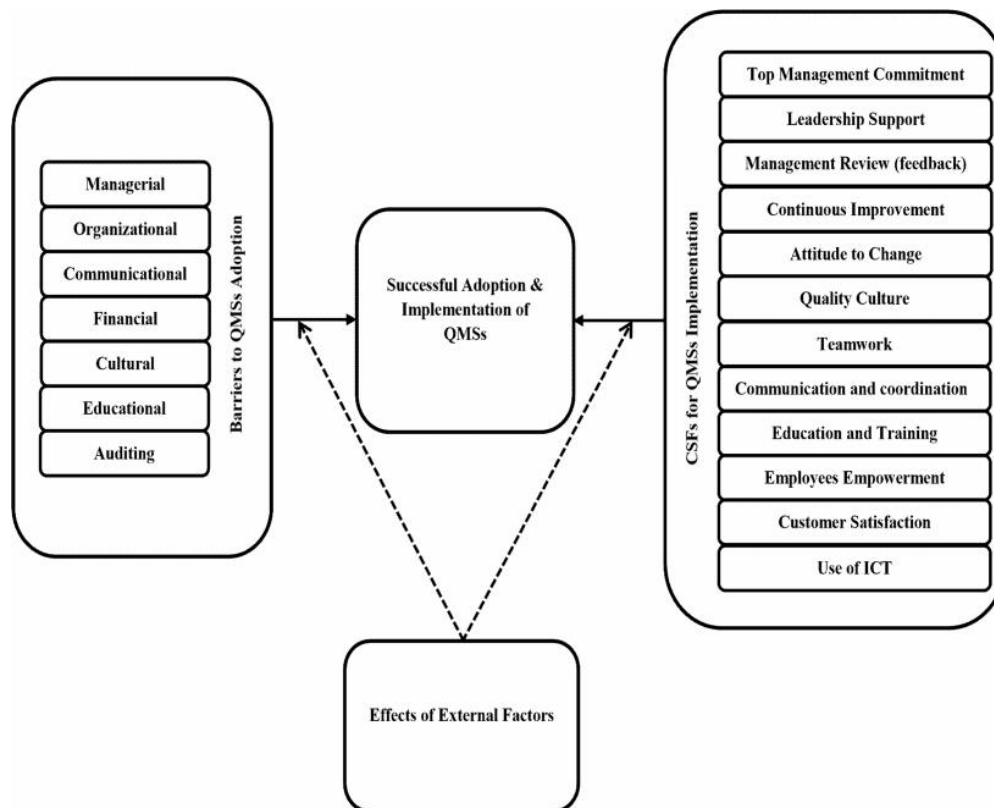 Managerial
Organizational
Communicational
Financial
Cultural
Educational
Auditing
Barriers to QMSs Adoption
Successful Adoption &
Implementation of
QMSs
CSFs for QMSs Implementation
Top Management Commitment
Leadership Support
Management Review (feedback)
Continuous Improvement
Attitude to Change
Quality Culture
Teamwork
Communication and coordination
Education and Training
Employees Empowerment
Customer Satisfaction
Use of ICT
Effects of External Factors